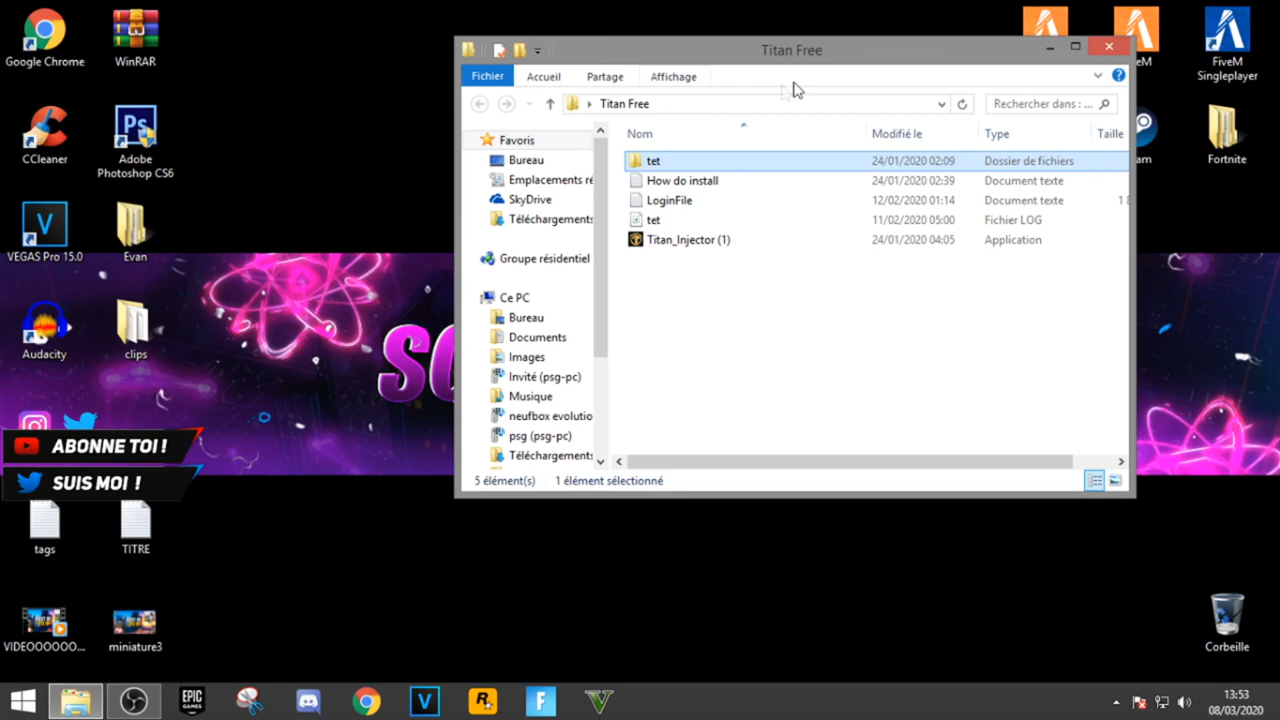 Google Chrome
WinRAR
CCleaner
Adobe
Photoshop CS6
VEGAS Pro 15.0
Evan
Audacity
clips
ABONNE TOI !
SUIS MOI !
tags
TITRE
VIDEOOOOOO...
miniature3
Titan Free
Fichier
Accueil
Partage
Affichage
Titan Free
Rechercher dans : ...
Favoris
Bureau
Emplacements ré
SkyDrive
Téléchargements
Groupe résidentiel
Ce PC
Bureau
Documents
Images
Invité (psg-pc)
Musique
neufbox evolutio
psg (psg-pc)
Téléchargements
Nom Modifié le Type Taille
tet 24/01/2020 02:09 Dossier de fichiers
How do install 24/01/2020 02:39 Document texte
LoginFile 12/02/2020 01:14 Document texte 1
tet 11/02/2020 05:00 Fichier LOG
Titan_Injector (1) 24/01/2020 04:05 Application
5 élément(s) 1 élément sélectionné
FiveM
Singleplayer
Fortnite
Corbeille
EPIC
GAMES
13:53
08/03/2020